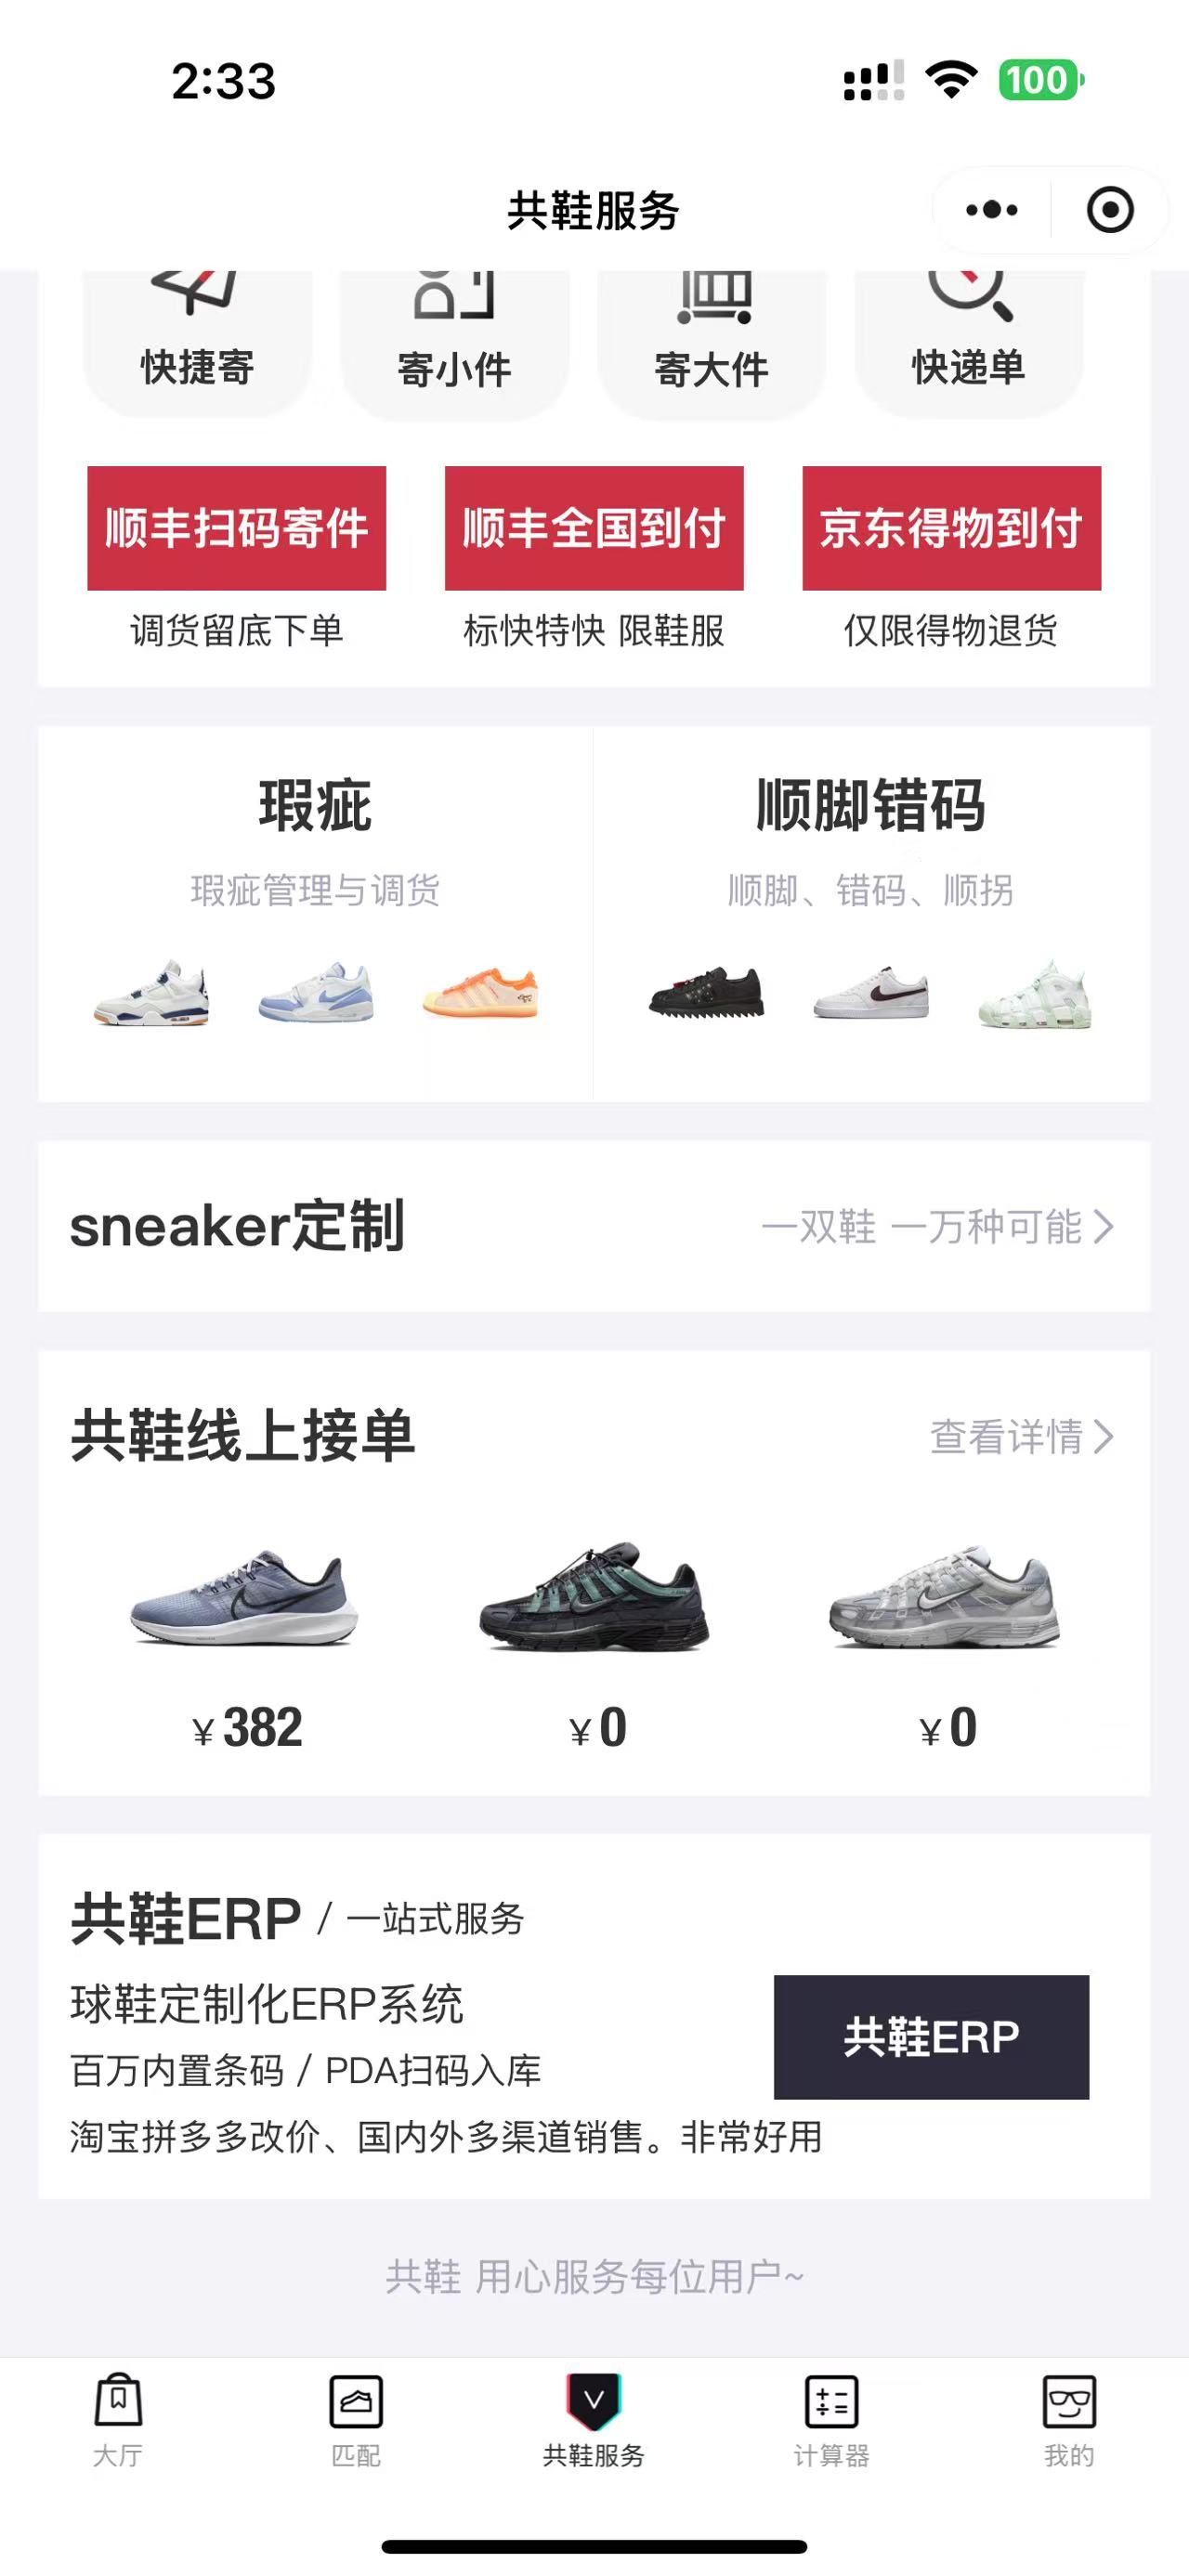 2:33
100
共鞋服务
快捷寄 寄小件 寄大件 快递单
顺丰扫码寄件 顺丰全国到付 京东得物到付
调货留底下单 标快特快 限鞋服 仅限得物退货
瑕疵 顺脚错码
瑕疵管理与调货 顺脚、错码、顺拐
sneaker定制 一双鞋 一万种可能
共鞋线上接单 查看详情
¥382 ¥0 ¥0
共鞋ERP / 一站式服务
球鞋定制化ERP系统
共鞋ERP
百万内置条码 / PDA扫码入库
淘宝拼多多改价、国内外多渠道销售。非常好用
共鞋 用心服务每位用户~
大厅 匹配 共鞋服务 计算器 我的